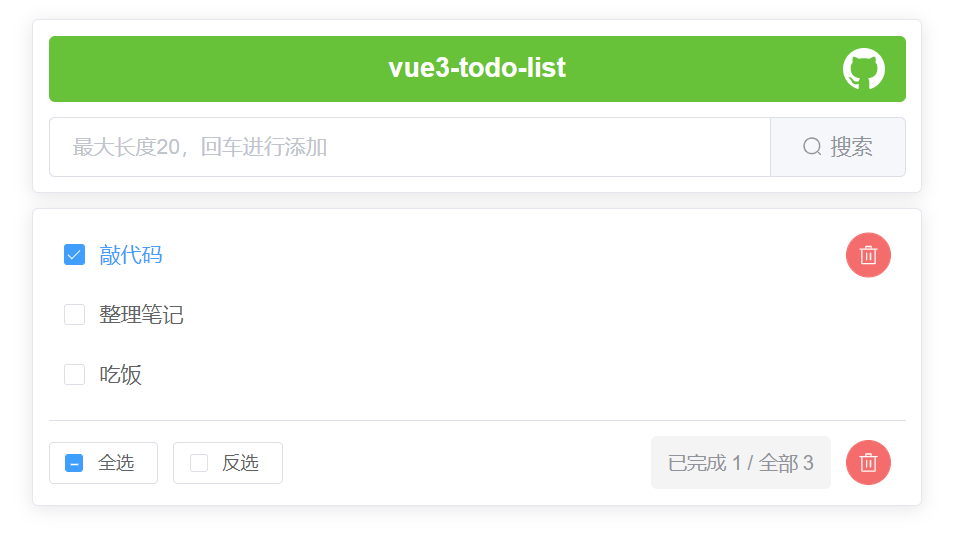 vue3-todo-list
最大长度20，回车进行添加
搜索
敲代码
整理笔记
吃饭
全选 反选 已完成 1 / 全部 3